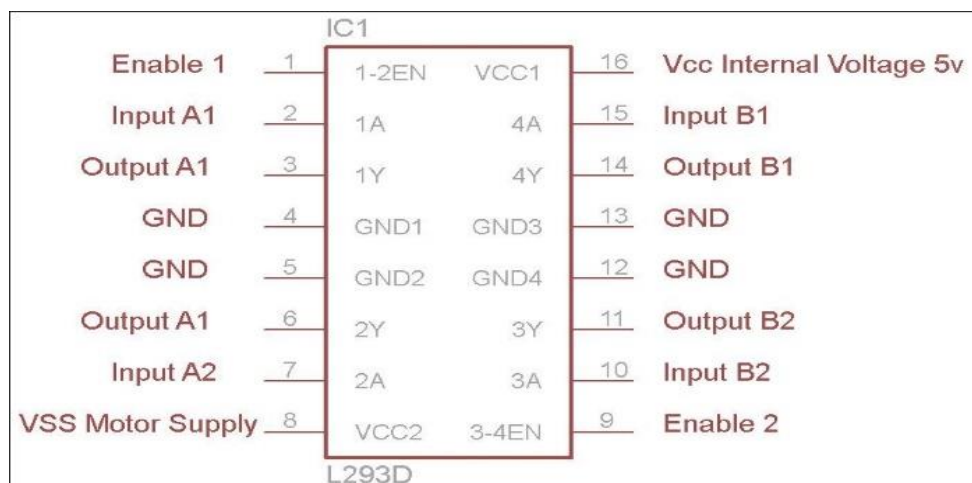 IC1
Enable 1 1 1-2EN VCC1 16 Vcc Internal Voltage 5v
Input A1 2 1A 4A 15 Input B1
Output A1 3 1Y 4Y 14 Output B1
GND 4 GND1 GND3 13 GND
GND 5 GND2 GND4 12 GND
Output A1 6 2Y 3Y 11 Output B2
Input A2 7 2A 3A 10 Input B2
VSS Motor Supply 8 VCC2 3-4EN 9 Enable 2
L293D